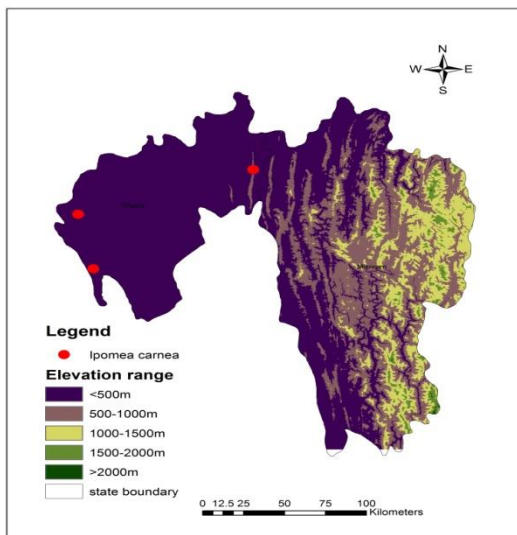 N
W E
S
Legend
Ipomea carnea
Elevation range
<500m
500-1000m
1000-1500m
1500-2000m
>2000m
state boundary
0 12.5 25 50 75 100
Kilometers